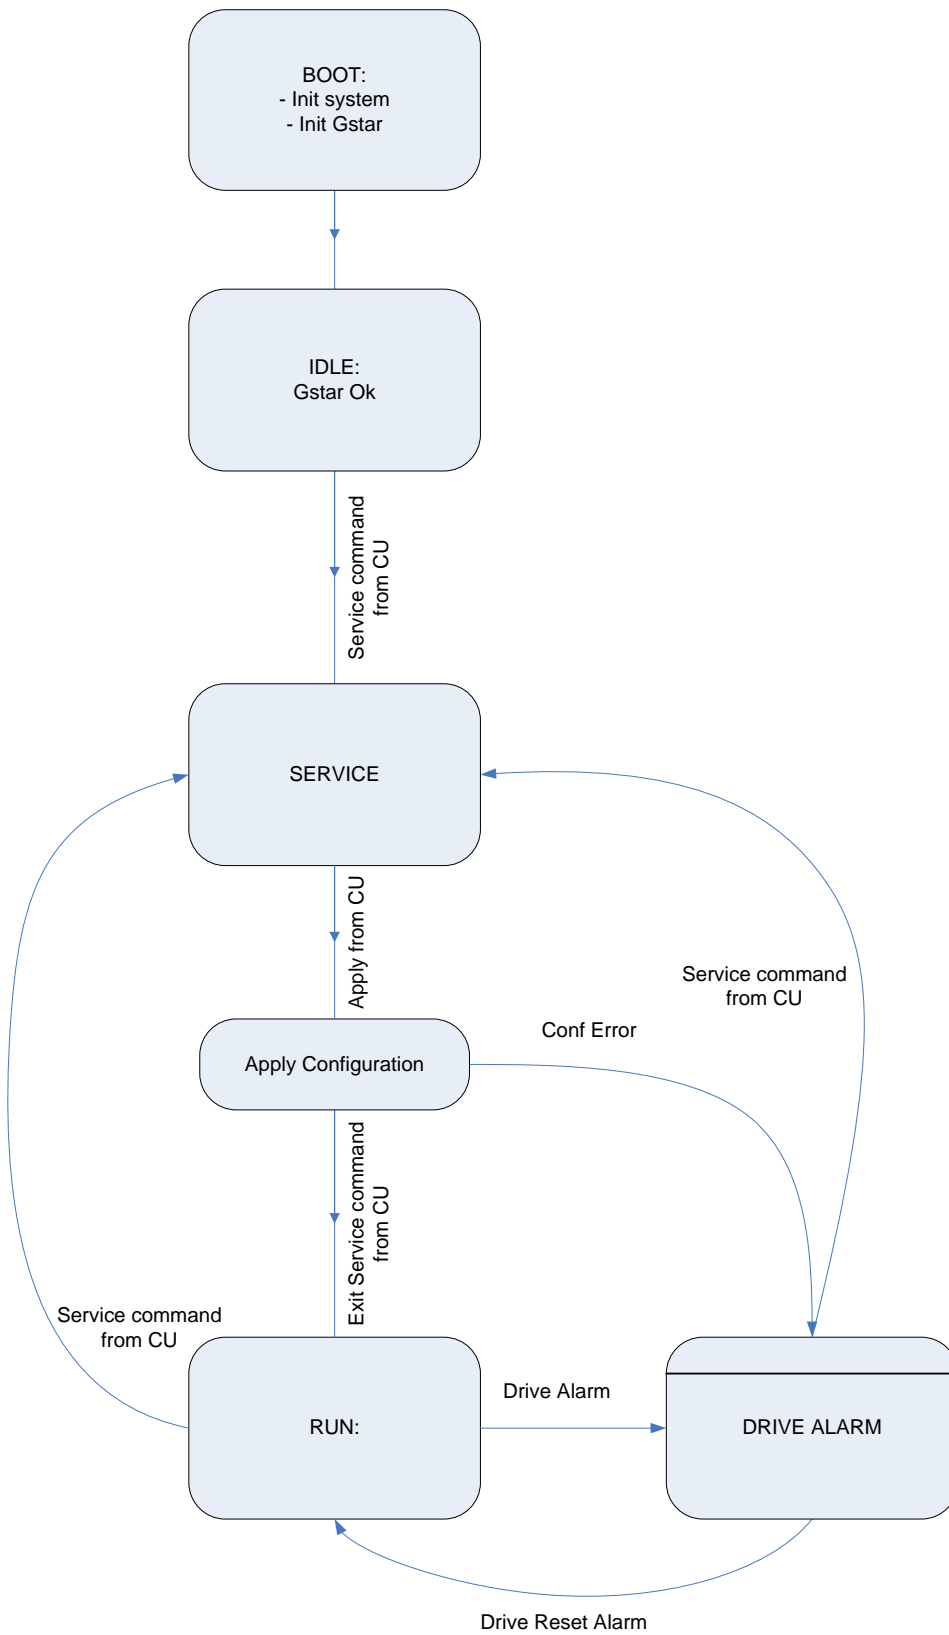 BOOT:
- Init system
- Init Gstar
IDLE:
Gstar Ok
Service command
from CU
SERVICE
Apply from CU
Service command
from CU
Conf Error
Apply Configuration
Exit Service command
from CU
Service command
from CU
RUN:
Drive Alarm
DRIVE ALARM
Drive Reset Alarm